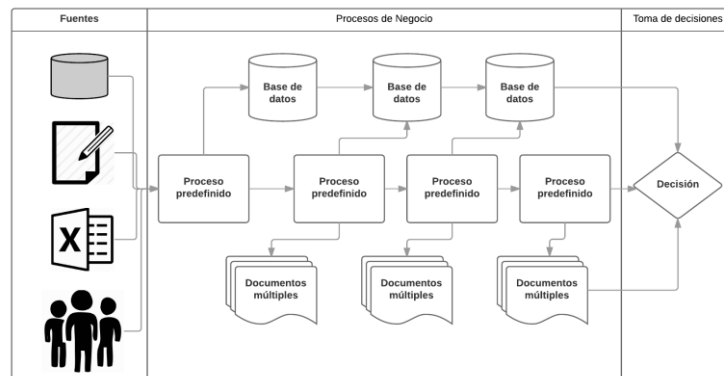 Fuentes
Procesos de Negocio
Toma de decisiones
Base de
datos
Base de
datos
Base de
datos
Proceso
predefinido
Proceso
predefinido
Proceso
predefinido
Proceso
predefinido
Decisión
X
Documentos
múltiples
Documentos
múltiples
Documentos
múltiples